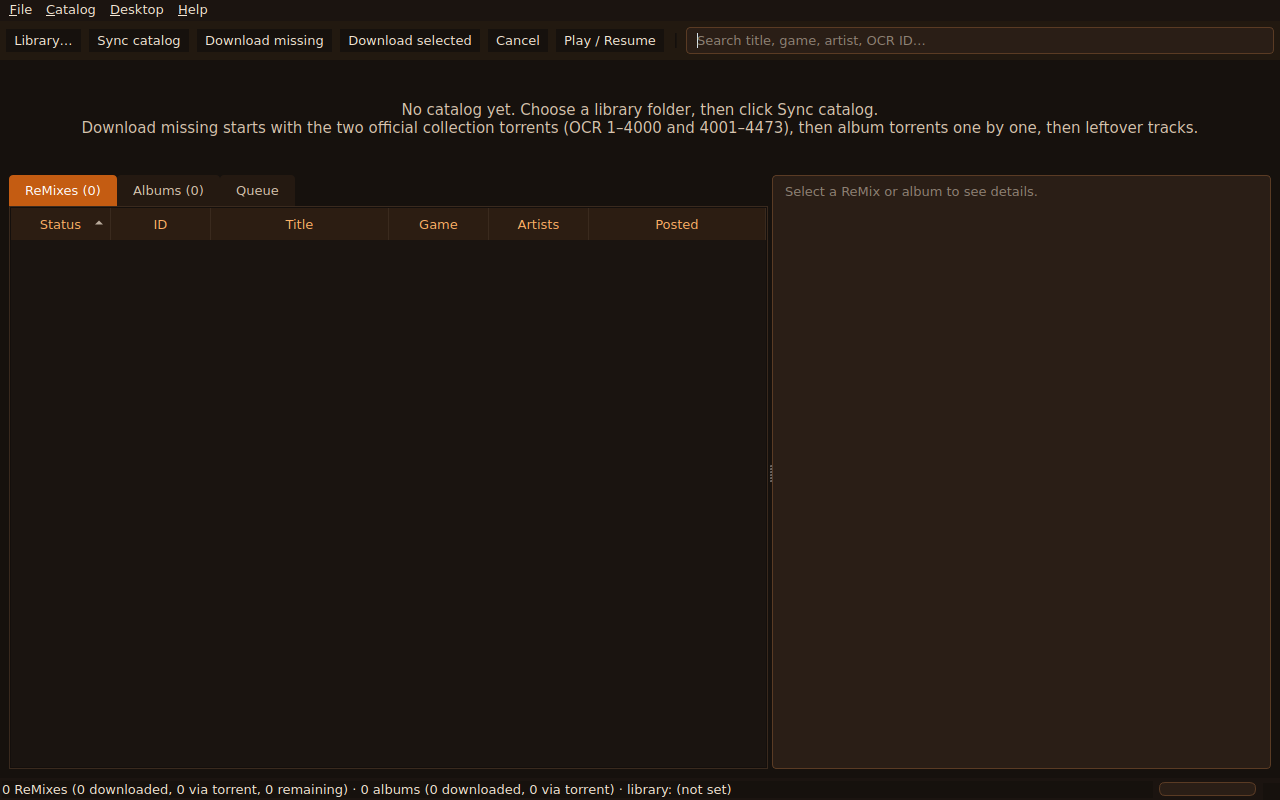 File Catalog Desktop Help
Library... Sync catalog Download missing Download selected Cancel Play / Resume Search title, game, artist, OCR ID...
No catalog yet. Choose a library folder, then click Sync catalog.
Download missing starts with the two official collection torrents (OCR 1–4000 and 4001–4473), then album torrents one by one, then leftover tracks.
ReMixes (0) Albums (0) Queue
Select a ReMix or album to see details.
Status ID Title Game Artists Posted
0 ReMixes (0 downloaded, 0 via torrent, 0 remaining) · 0 albums (0 downloaded, 0 via torrent) · library: (not set)